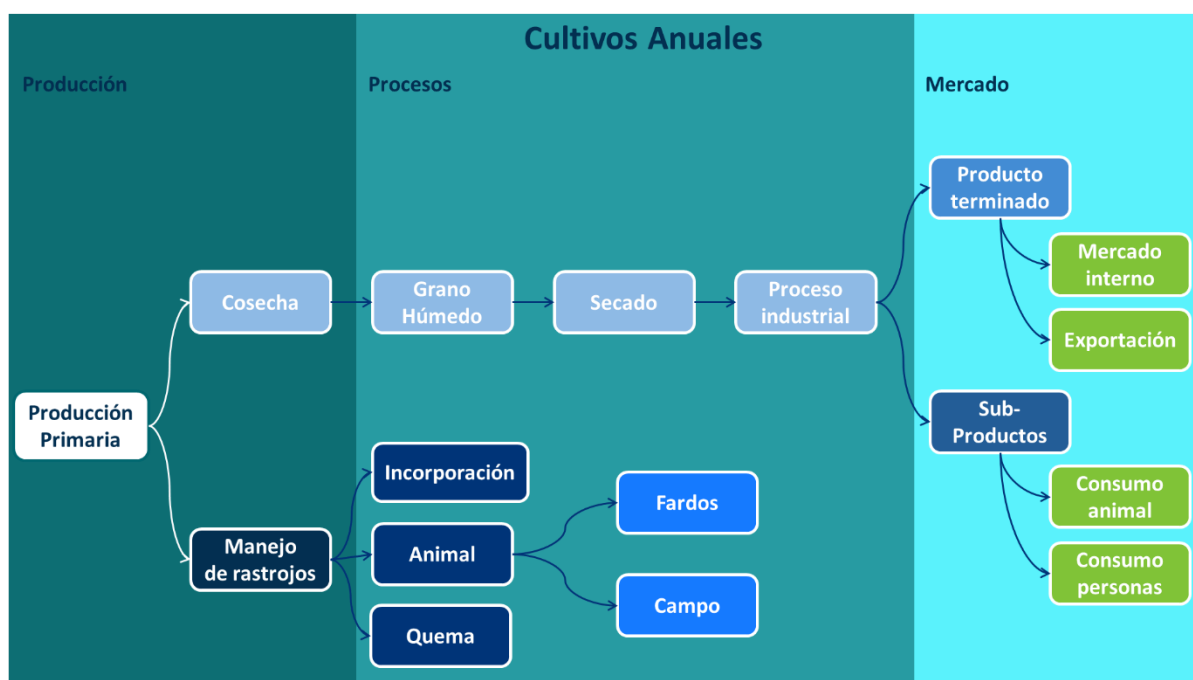 Cultivos Anuales
Producción
Procesos
Mercado
Producto
terminado
Mercado
interno
Cosecha
Grano
Húmedo
Secado
Proceso
industrial
Exportación
Producción
Primaria
Sub-
Productos
Incorporación
Fardos
Consumo
animal
Manejo
de rastrojos
Animal
Consumo
personas
Campo
Quema